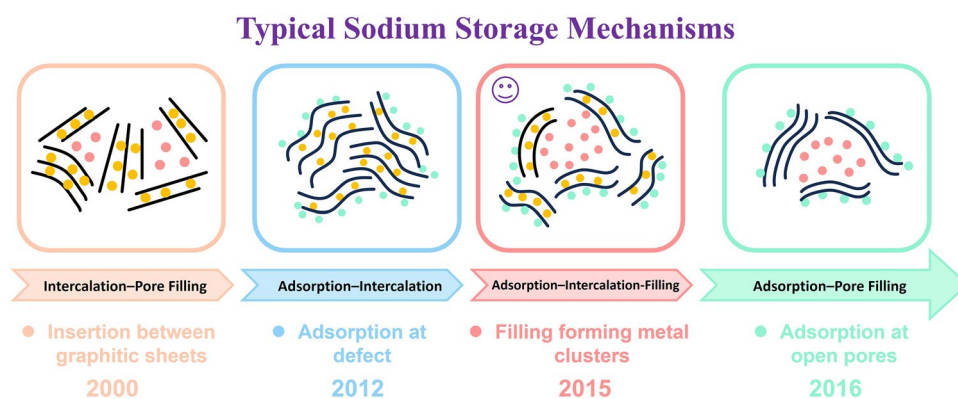 Typical Sodium Storage Mechanisms
Intercalation–Pore Filling
Adsorption–Intercalation
Adsorption–Intercalation-Filling
Adsorption–Pore Filling
Insertion between
graphitic sheets
2000
Adsorption at
defect
2012
Filling forming metal
clusters
2015
Adsorption at
open pores
2016